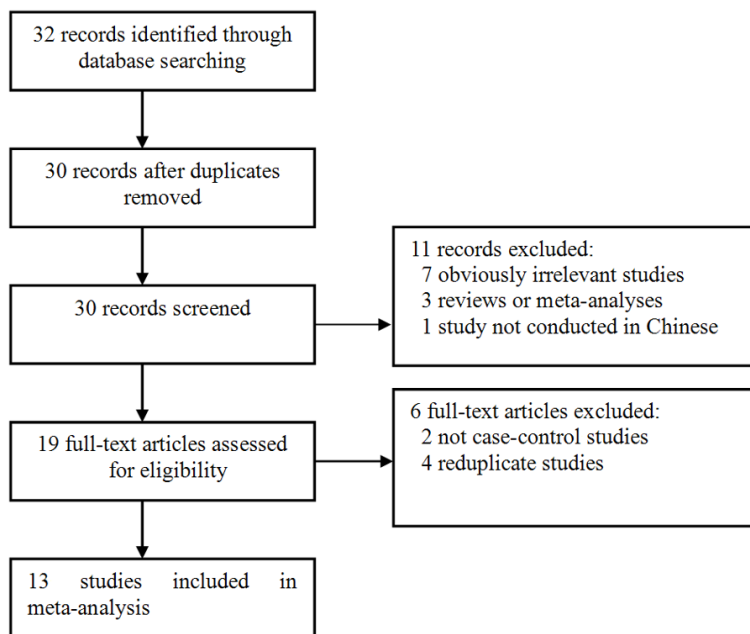 32 records identified through
database searching
30 records after duplicates
removed
30 records screened
11 records excluded:
7 obviously irrelevant studies
3 reviews or meta-analyses
1 study not conducted in Chinese
19 full-text articles assessed
for eligibility
6 full-text articles excluded:
2 not case-control studies
4 reduplicate studies
13 studies included in
meta-analysis